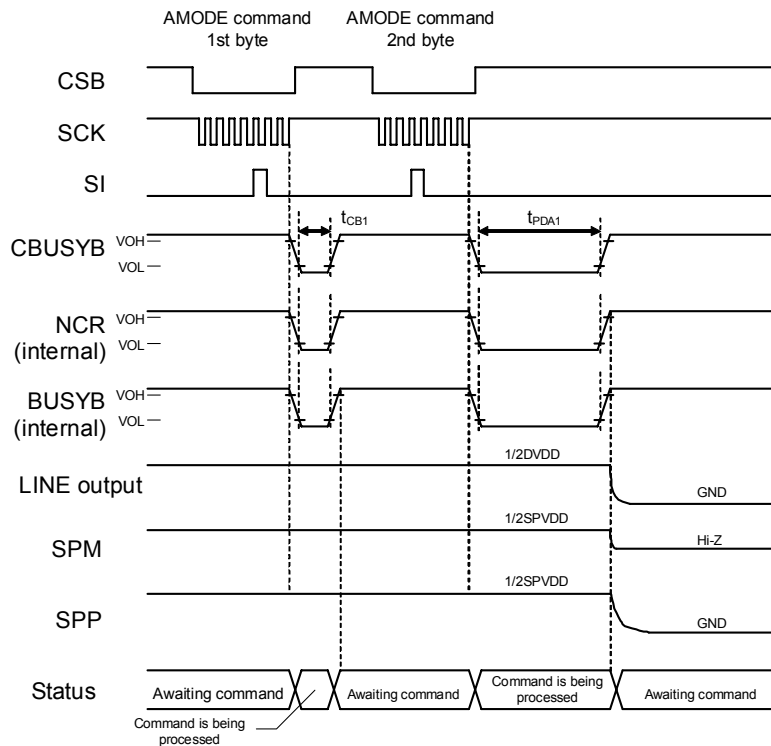 AMODE command
1st byte
AMODE command
2nd byte
CSB
SCK
SI
tCB1
tPDA1
CBUSYB
VOH
VOL
NCR
(internal)
VOH
VOL
BUSYB
(internal)
VOH
VOL
LINE output
1/2DVDD
GND
SPM
1/2SPVDD
Hi-Z
SPP
1/2SPVDD
GND
Status
Awaiting command
Command is being
processed
Awaiting command
Command is being
processed
Awaiting command